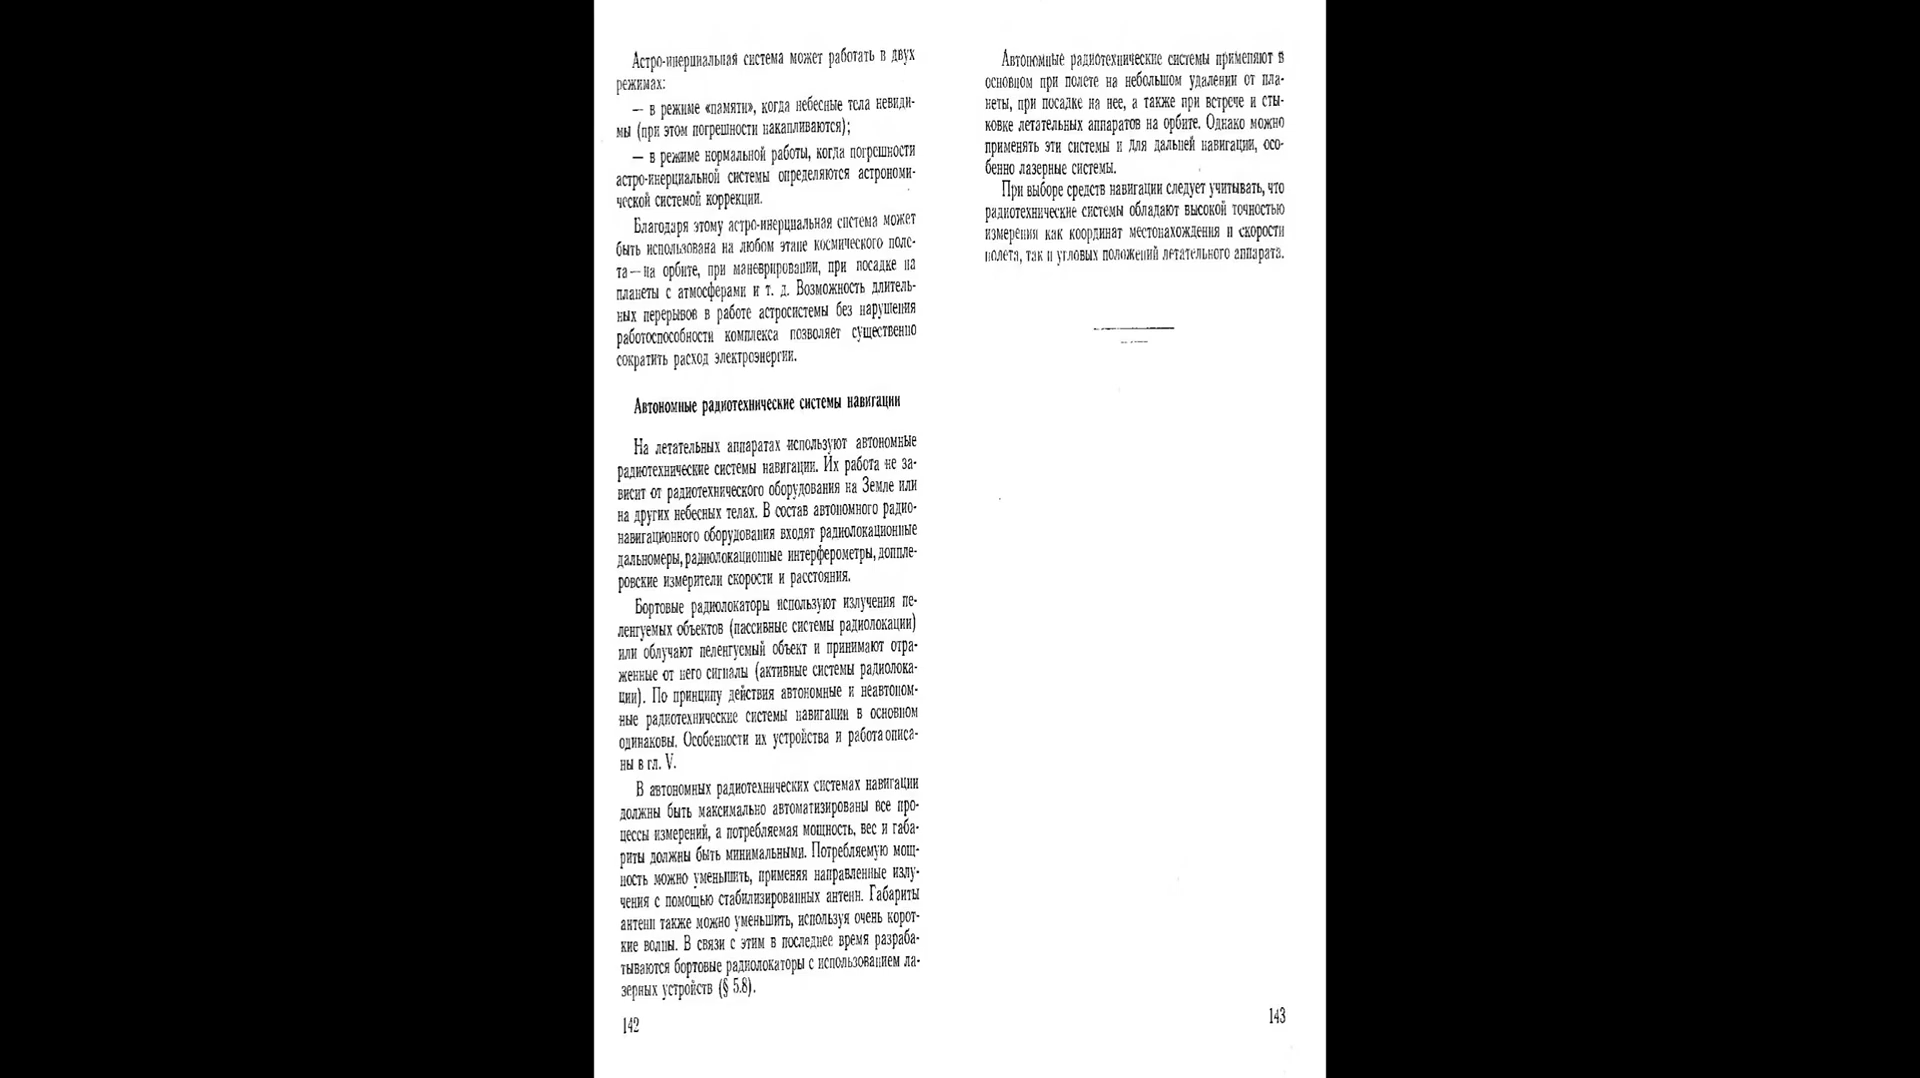 Астро-инерциальная система может работать в двух
режимах:
— в режиме «памяти», когда небесные тела невиди-
мы (при этом погрешности накапливаются);
— в режиме нормальной работы, когда погрешности
астро-инерциальной системы определяются астрономи-
ческой системой коррекции.
Благодаря этому астро-инерциальная система может
быть использована на любом этапе космического поле-
та — на орбите, при маневрировании, при посадке на
планеты с атмосферами и т. д. Возможность длитель-
ных перерывов в работе астросистемы без нарушения
работоспособности комплекса позволяет существенно
сократить расход электроэнергии.
Автономные радиотехнические системы навигации
На летательных аппаратах используют автономные
радиотехнические системы навигации. Их работа не за-
висит от радиотехнического оборудования на Земле или
на других небесных телах. В состав автономного радио-
навигационного оборудования входят радиолокационные
дальномеры, радиолокационные интерферометры, доппле-
ровские измерители скорости и расстояния.
Бортовые радиолокаторы используют излучения пе-
ленгуемых объектов (пассивные системы радиолокации)
или облучают пеленгуемый объект и принимают отра-
женные от него сигналы (активные системы радиолока-
ции). По принципу действия автономные и неавтоном-
ные радиотехнические системы навигации в основном
одинаковы. Особенности их устройства и работа описа-
ны в гл. V.
В автономных радиотехнических системах навигации
должны быть максимально автоматизированы все про-
цессы измерений, а потребляемая мощность, вес и габа-
риты должны быть минимальными. Потребляемую мощ-
ность можно уменьшить, применяя направленные излу-
чения с помощью стабилизированных антенн. Габариты
антенн также можно уменьшить, используя очень корот-
кие волны. В связи с этим в последнее время разраба-
тываются бортовые радиолокаторы с использованием ла-
зерных устройств (§ 5.8).
142
Автономные радиотехнические системы применяют в
основном при полете на небольшом удалении от пла-
неты, при посадке на нее, а также при встрече и сты-
ковке летательных аппаратов на орбите. Однако можно
применять эти системы и для дальней навигации, осо-
бенно лазерные системы.
При выборе средств навигации следует учитывать, что
радиотехнические системы обладают высокой точностью
измерения как координат местонахождения и скорости
полета, так и угловых положений летательного аппарата.
143